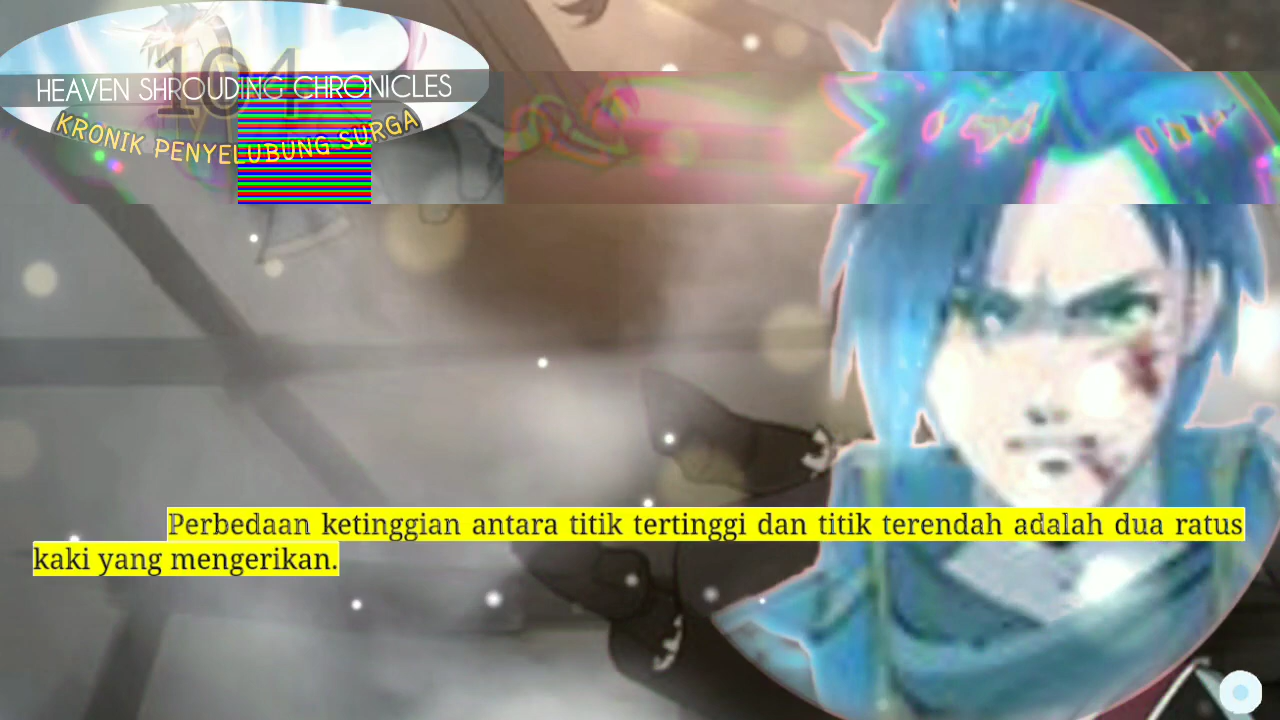 104
HEAVEN SHROUDING CHRONICLES
KRONIK PENYELUBUNG SURGA
Perbedaan ketinggian antara titik tertinggi dan titik terendah adalah dua ratus
kaki yang mengerikan.